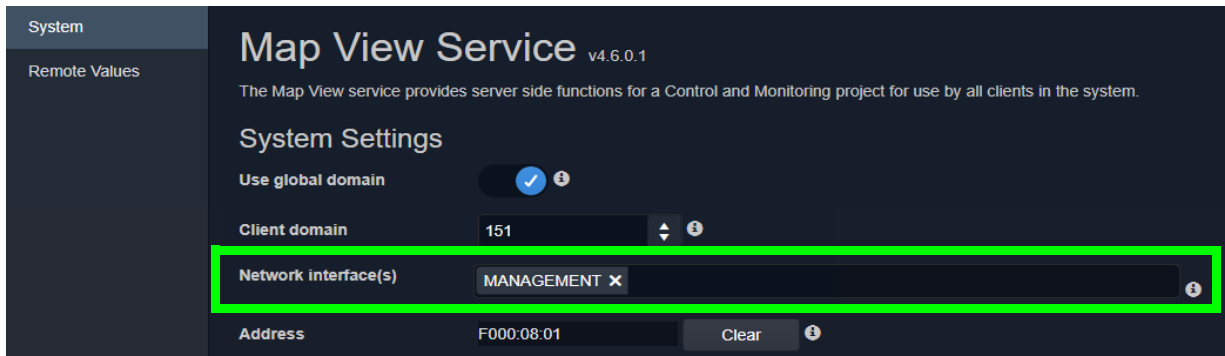 System
Remote Values
Map View Service v4.6.0.1
The Map View service provides server side functions for a Control and Monitoring project for use by all clients in the system.
System Settings
Use global domain
Client domain 151
Network interface(s) MANAGEMENT
Address F000:08:01 Clear